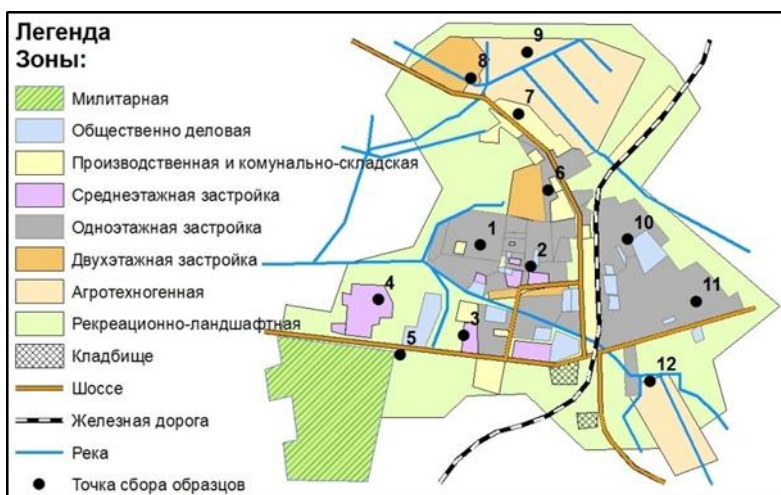 Легенда
Зоны:
Милитарная
Общественно деловая
Производственная и комунально-складская
Среднеэтажная застройка
Одноэтажная застройка
Двухэтажная застройка
Агротехногенная
Рекреационно-ландшафтная
Кладбище
Шоссе
Железная дорога
Река
Точка сбора образцов
9
8
7
6
1
2
10
4
11
3
5
12